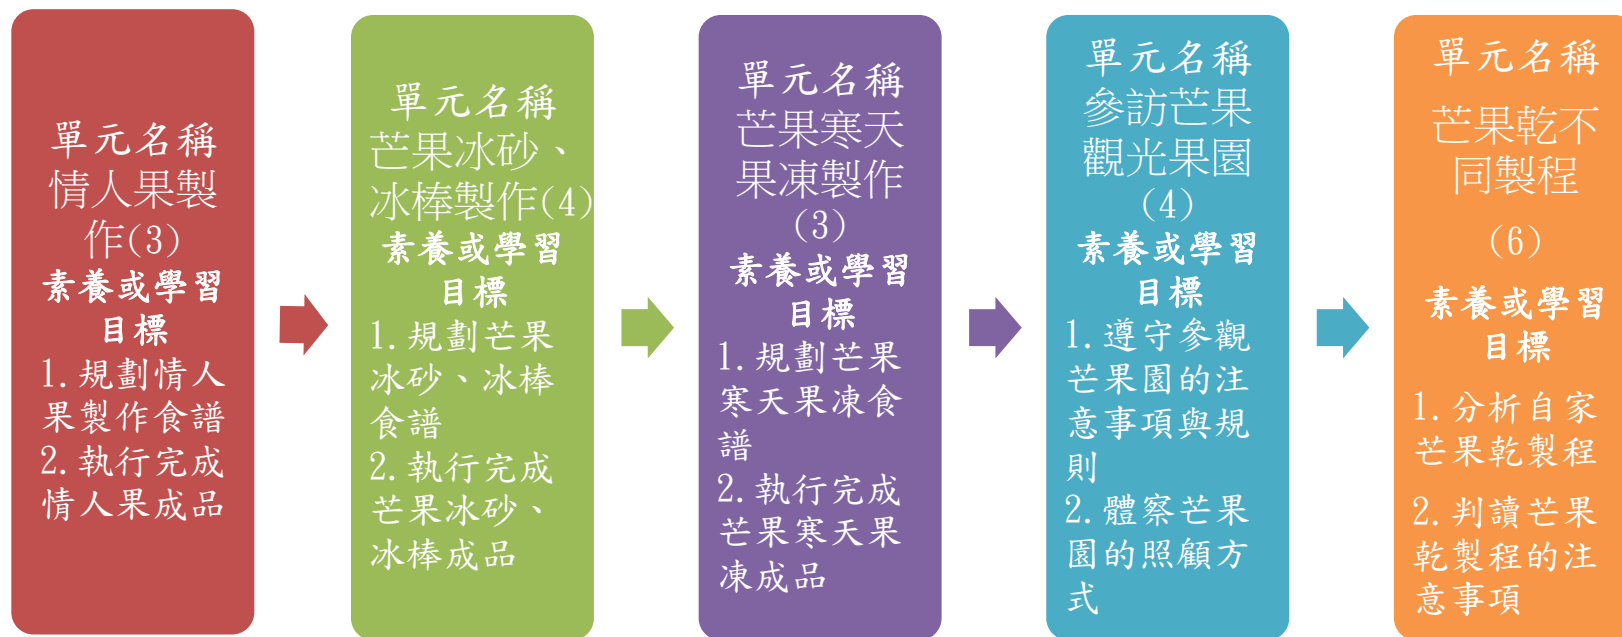 單元名稱
情人果製
作(3)
素養或學習
目標
1.規劃情人
果製作食譜
2.執行完成
情人果成品
單元名稱
芒果冰砂、
冰棒製作(4)
素養或學習
目標
1.規劃芒果
冰砂、冰棒
食譜
2.執行完成
芒果冰砂、
冰棒成品
單元名稱
芒果寒天
果凍製作
(3)
素養或學習
目標
1.規劃芒果
寒天果凍食
譜
2.執行完成
芒果寒天果
凍成品
單元名稱
參訪芒果
觀光果園
(4)
素養或學習
目標
1.遵守參觀
芒果園的注
意事項與規
則
2.體察芒果
園的照顧方
式
單元名稱
芒果乾不
同製程
(6)
素養或學習
目標
1.分析自家
芒果乾製程
2.判讀芒果
乾製程的注
意事項